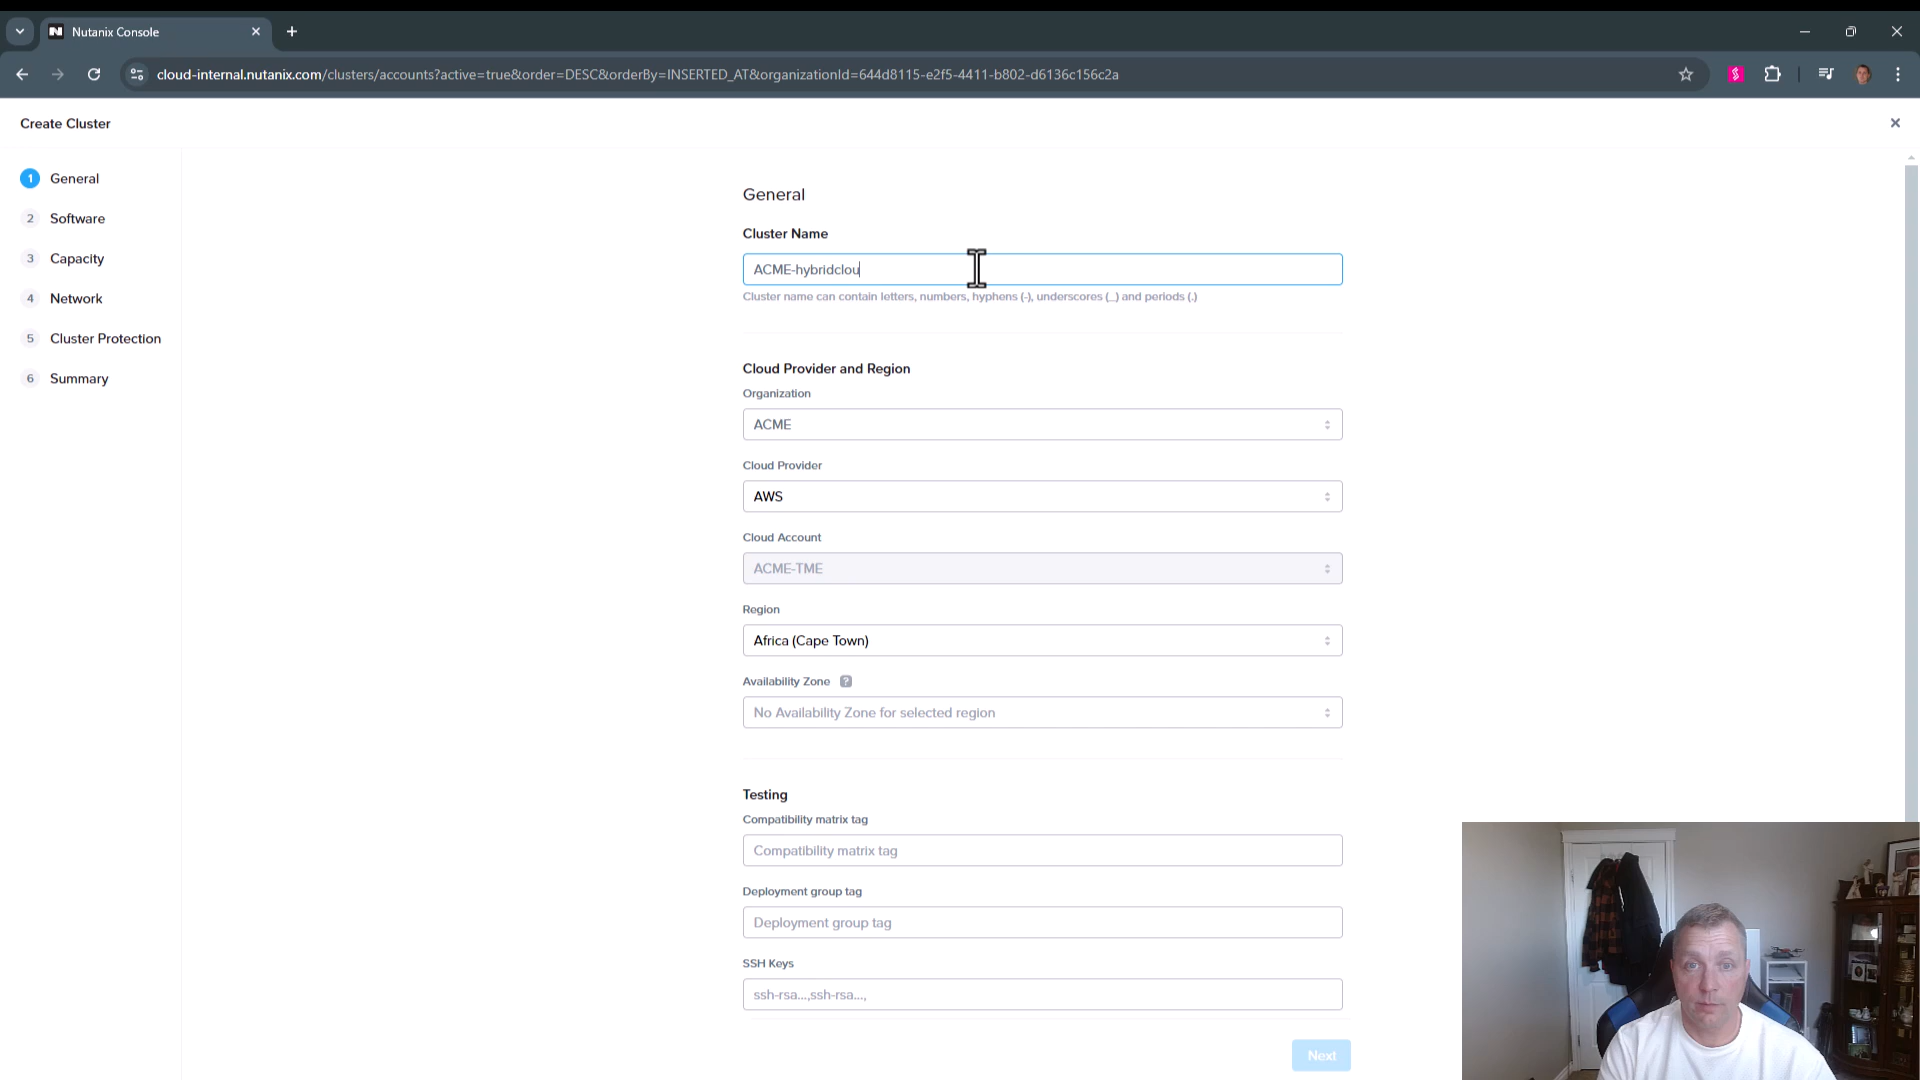 Nutanix Console
cloud-internal.nutanix.com/clusters/accounts?active=true&order=DESC&orderBy=INSERTED_AT&organizationId=644d8115-e2f5-4411-b802-d6136c156c2a
Create Cluster
1 General
2 Software
3 Capacity
4 Network
5 Cluster Protection
6 Summary
General
Cluster Name
ACME-hybridclou
Cluster name can contain letters, numbers, hyphens (-), underscores (_) and periods (.)
Cloud Provider and Region
Organization
ACME
Cloud Provider
AWS
Cloud Account
ACME-TME
Region
Africa (Cape Town)
Availability Zone ?
No Availability Zone for selected region
Testing
Compatibility matrix tag
Compatibility matrix tag
Deployment group tag
Deployment group tag
SSH Keys
ssh-rsa...,ssh-rsa...,
Next